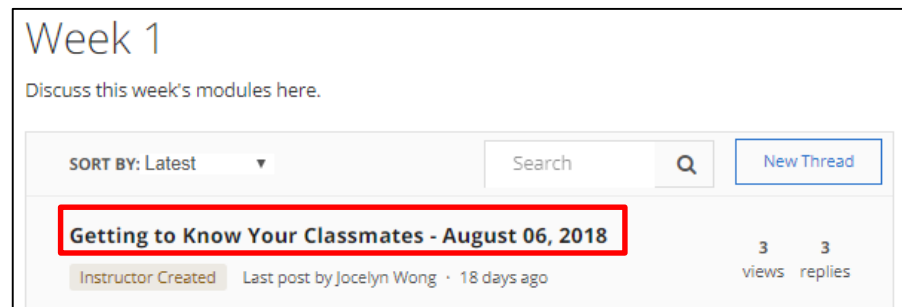 Week 1
Discuss this week's modules here.
SORT BY: Latest ▼ Search New Thread
Getting to Know Your Classmates - August 06, 2018
3 3
Instructor Created Last post by Jocelyn Wong · 18 days ago views replies